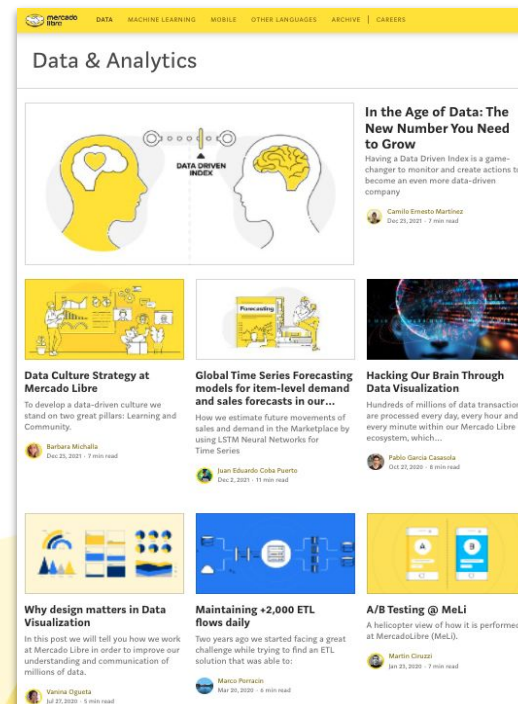 mercado
libre
DATA MACHINE LEARNING MOBILE OTHER LANGUAGES ARCHIVE CAREERS
Data & Analytics
DATA DRIVEN
INDEX
In the Age of Data: The
New Number You Need
to Grow
Having a Data Driven Index is a game-
changer to monitor and create actions to
become an even more data-driven
company
Camilo Ernesto Martínez
Dec 23, 2021 · 7 min read
Data Culture Strategy at
Mercado Libre
To develop a data-driven culture we
stand on two great pillars: Learning and
Community.
Barbara Michalla
Dec 23, 2021 · 7 min read
Forecasting
Global Time Series Forecasting
models for item-level demand
and sales forecasts in our...
How we estimate future movements of
sales and demand in the Marketplace by
using LSTM Neural Networks for
Time Series
Juan Eduardo Coba Puerto
Dec 2, 2021 · 11 min read
Hacking Our Brain Through
Data Visualization
Hundreds of millions of data transaction
are processed every day, every hour and
every minute within our Mercado Libre
ecosystem, which...
Pablo Garcia Casasola
Oct 27, 2020 · 6 min read
Why design matters in Data
Visualization
In this post we will tell you how we work
at Mercado Libre in order to improve our
understanding and communication of
millions of data.
Vanina Ogueta
Jul 27, 2020 · 5 min read
Maintaining +2,000 ETL
flows daily
Two years ago we started facing a great
challenge while trying to find an ETL
solution that was able to:
Marco Porracin
Mar 20, 2020 · 6 min read
A
B
A/B Testing @ MeLi
A helicopter view of how it is performed
at MercadoLibre (MeLi).
Martin Ciruzzi
Jan 23, 2020 · 7 min read